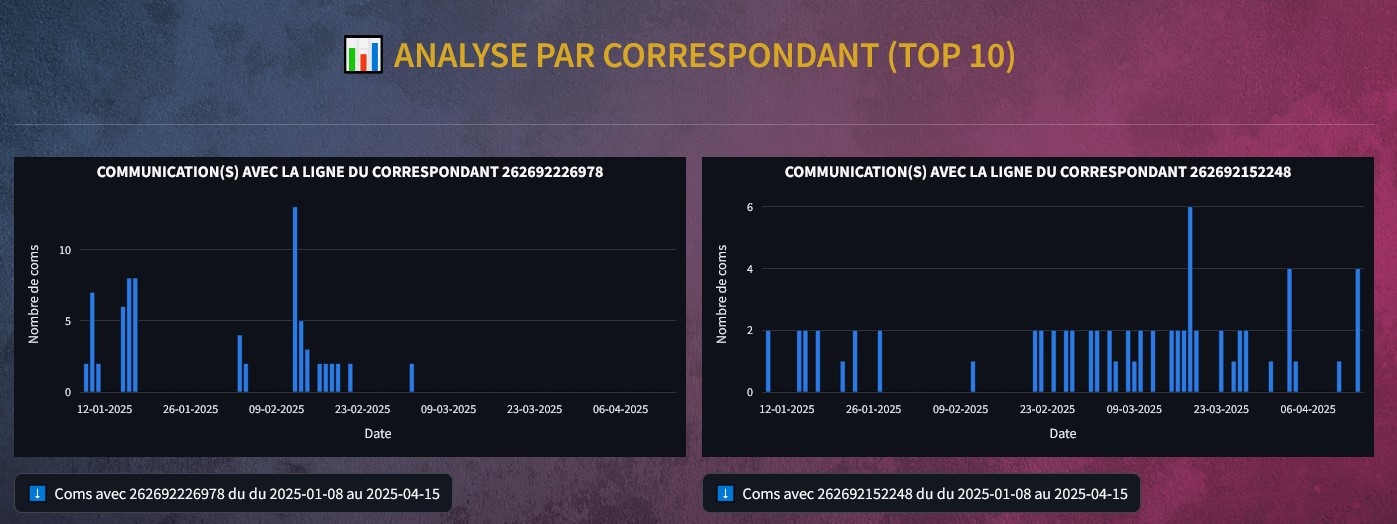 ANALYSE PAR CORRESPONDANT (TOP 10)
COMMUNICATION(S) AVEC LA LIGNE DU CORRESPONDANT 262692226978
Nombre de coms
10
5
0
12-01-2025 26-01-2025 09-02-2025 23-02-2025 09-03-2025 23-03-2025 06-04-2025
Date
Coms avec 262692226978 du du 2025-01-08 au 2025-04-15
COMMUNICATION(S) AVEC LA LIGNE DU CORRESPONDANT 262692152248
Nombre de coms
6
4
2
0
12-01-2025 26-01-2025 09-02-2025 23-02-2025 09-03-2025 23-03-2025 06-04-2025
Date
Coms avec 262692152248 du du 2025-01-08 au 2025-04-15